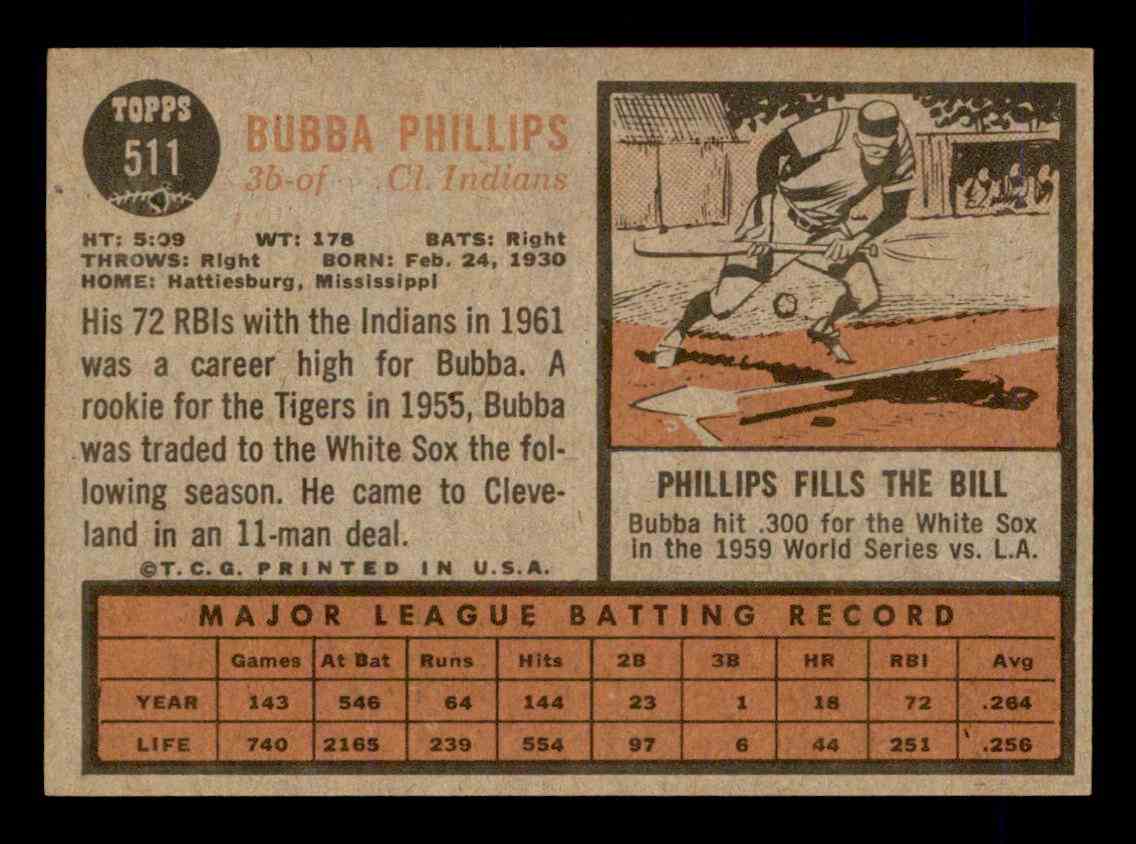 TOPPS
511
BUBBA PHILLIPS
3b-of Cl. Indians
HT: 5:09 WT: 178 BATS: Right
THROWS: Right BORN: Feb. 24, 1930
HOME: Hattiesburg, Mississippi
His 72 RBIs with the Indians in 1961
was a career high for Bubba. A
rookie for the Tigers in 1955, Bubba
was traded to the White Sox the fol-
lowing season. He came to Cleve-
land in an 11-man deal.
©T.C.G. PRINTED IN U.S.A.
PHILLIPS FILLS THE BILL
Bubba hit .300 for the White Sox
in the 1959 World Series vs. L.A.
MAJOR LEAGUE BATTING RECORD
Games At Bat Runs Hits 2B 3B HR RBI Avg
YEAR 143 546 64 144 23 1 18 72 .264
LIFE 740 2165 239 554 97 6 44 251 .256